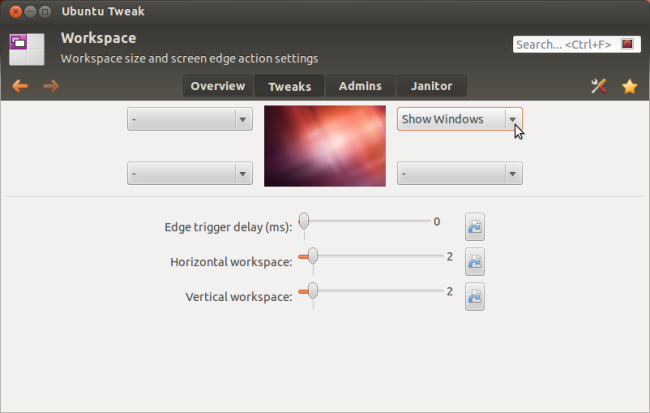 Ubuntu Tweak
Workspace
Workspace size and screen edge action settings
Search... <Ctrl+F>
Overview Tweaks Admins Janitor
- Show Windows
- -
Edge trigger delay (ms): 0
Horizontal workspace: 2
Vertical workspace: 2